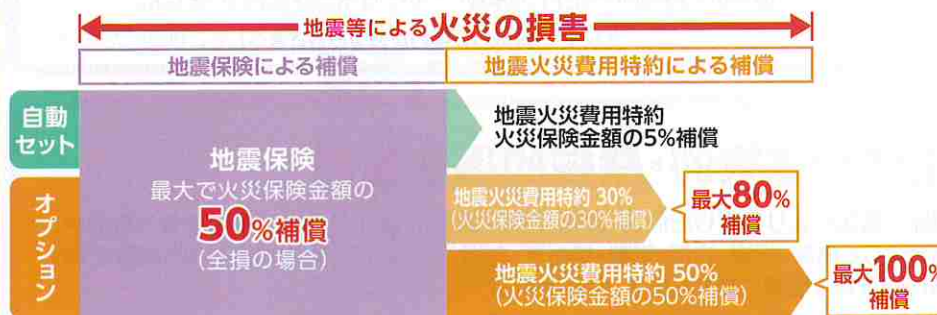 地震等による火災の損害
地震保険による補償
地震火災費用特約による補償
自動
セット
地震火災費用特約
火災保険金額の5%補償
地震保険
最大で火災保険金額の
50%補償
(全損の場合)
オプション
地震火災費用特約 30%
(火災保険金額の30%補償)
最大80%
補償
地震火災費用特約 50%
(火災保険金額の50%補償)
最大100%
補償